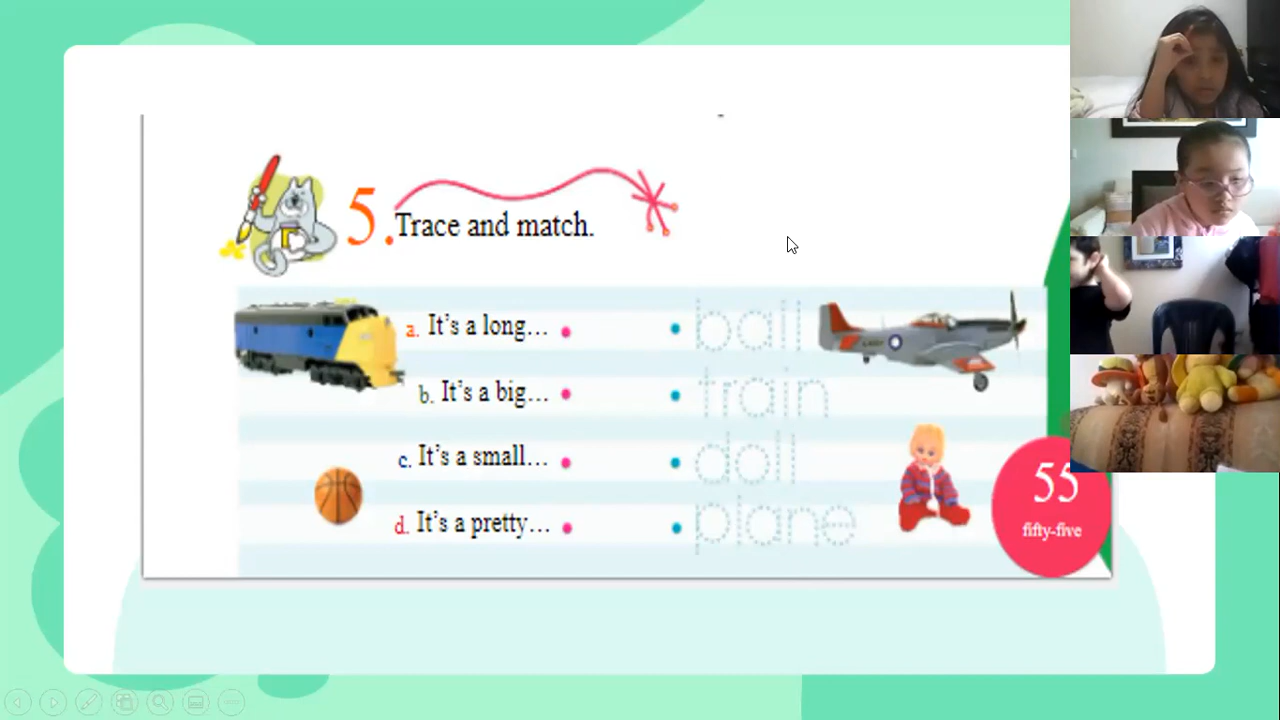 5. Trace and match.
a. It's a long... ball
b. It's a big... train
c. It's a small... doll
d. It's a pretty... plane
55
fifty-five